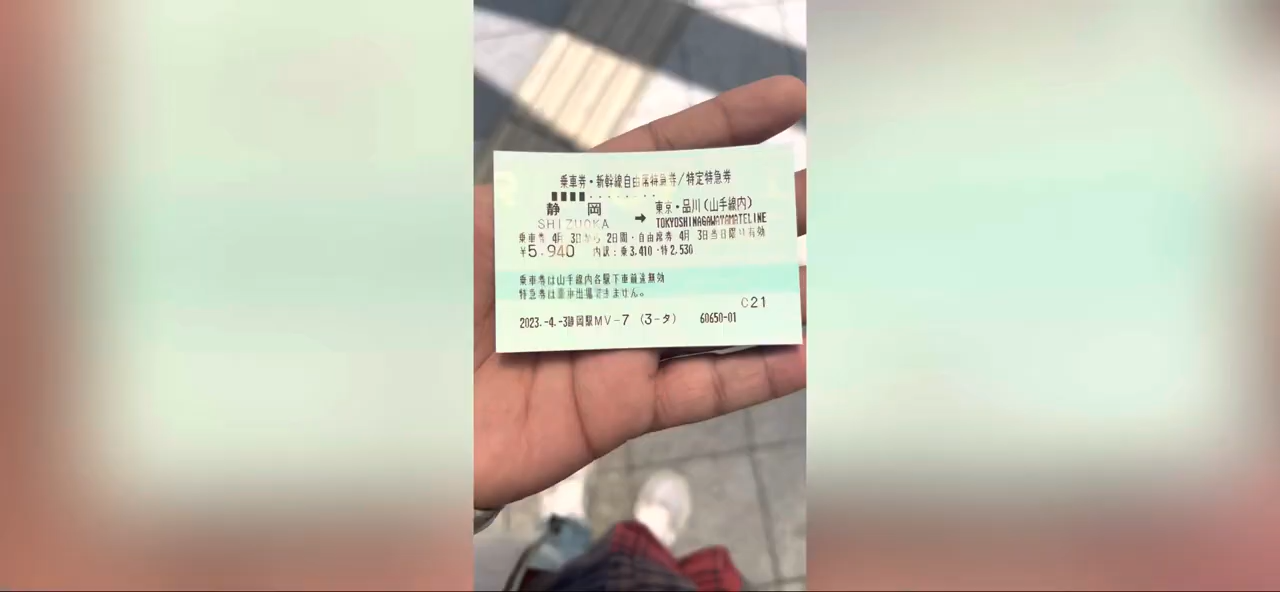 乗車券・新幹線自由席特急券/特定特急券
静 岡 → 東京・品川(山手線内)
SHIZUOKA TOKYOSHINAGAWAYAMATELINE
乗車券 4月 3日から 2日間・自由席券 4月 3日当日限り有効
¥5,940 内訳:乗3,410・特2,530
乗車券は山手線内各駅下車前途無効
特急券は途中出場できません。
C21
2023.-4.-3静岡駅MV-7 (3-タ) 60650-01